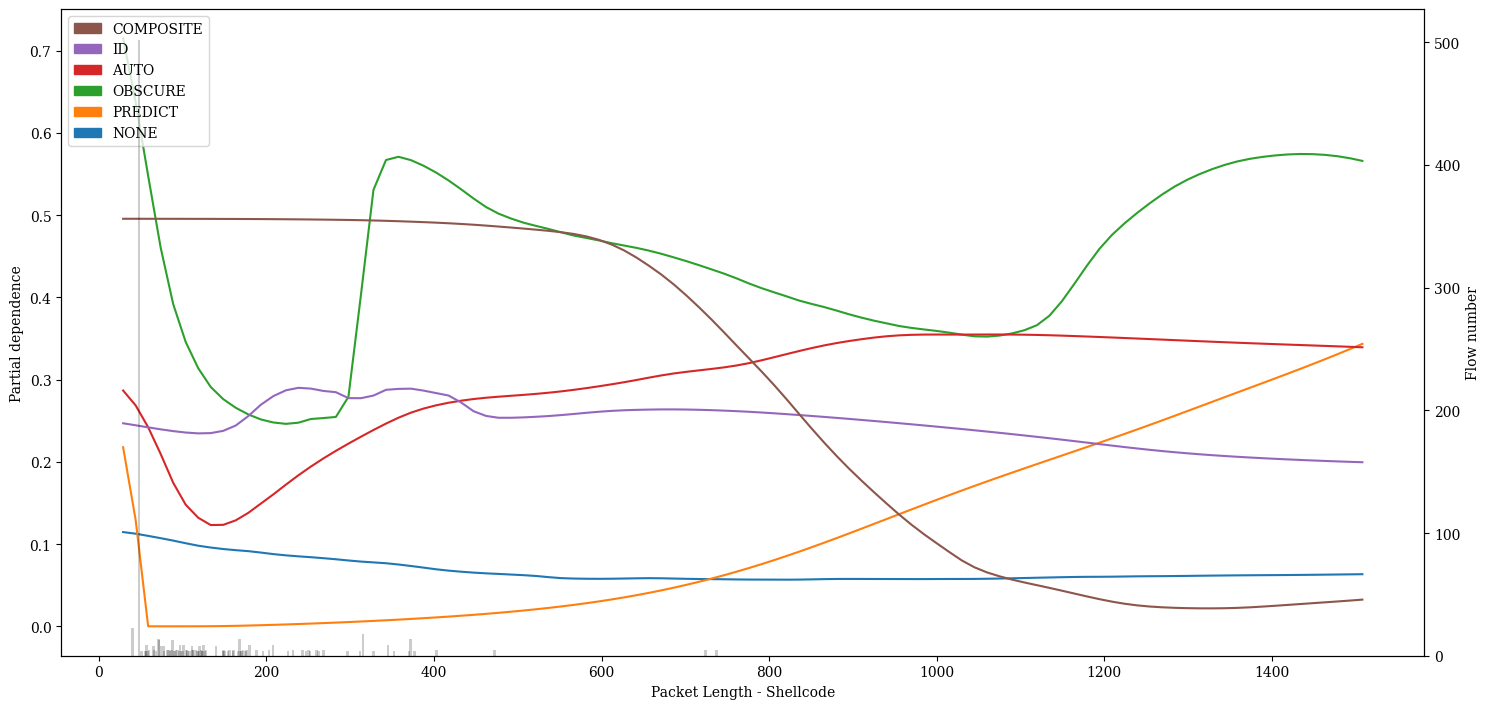 COMPOSITE
ID
AUTO
OBSCURE
PREDICT
NONE
Partial dependence
0.7
0.6
0.5
0.4
0.3
0.2
0.1
0.0
500
400
300
200
100
0
Flow number
0 200 400 600 800 1000 1200 1400
Packet Length - Shellcode